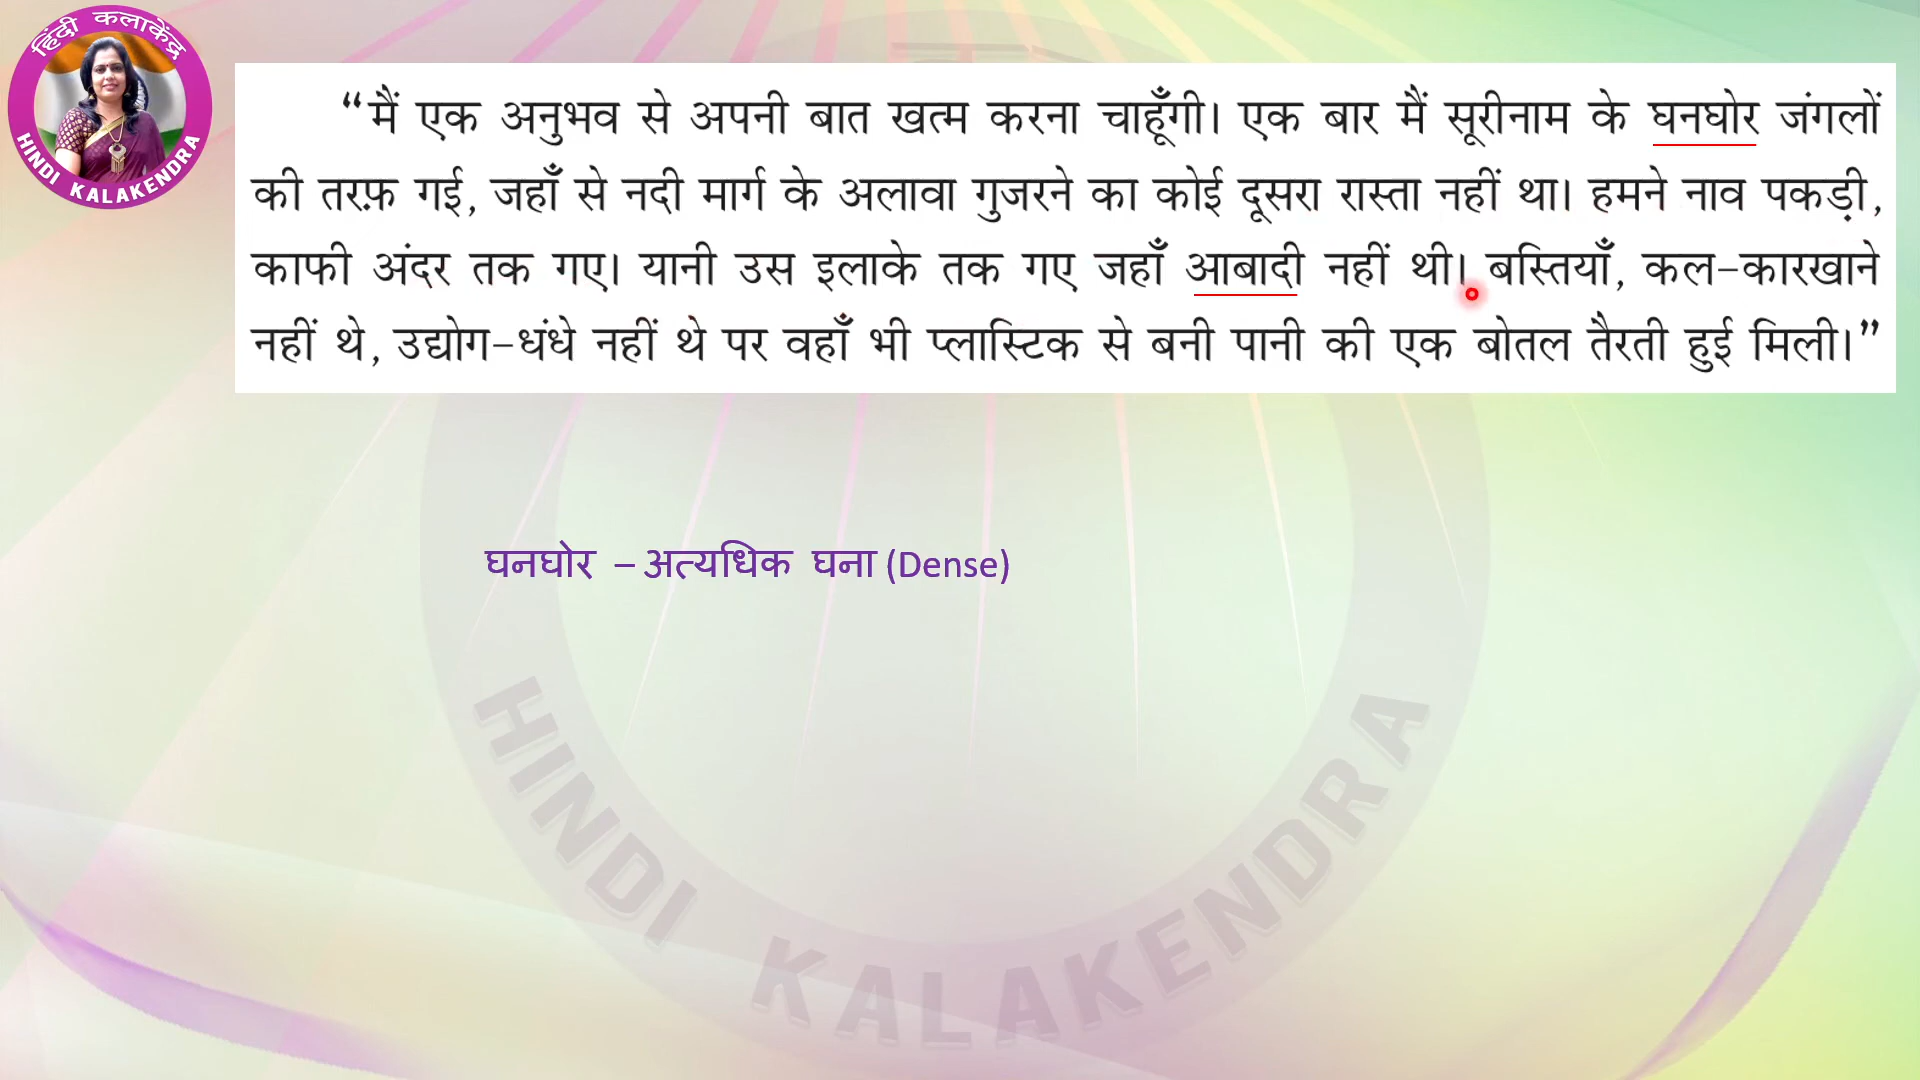 हिंदी कलाकेंद्र
HINDI KALAKENDRA
“मैं एक अनुभव से अपनी बात खत्म करना चाहूँगी। एक बार मैं सूरीनाम के घनघोर जंगलों
की तरफ़ गई, जहाँ से नदी मार्ग के अलावा गुजरने का कोई दूसरा रास्ता नहीं था। हमने नाव पकड़ी,
काफी अंदर तक गए। यानी उस इलाके तक गए जहाँ आबादी नहीं थी। बस्तियाँ, कल-कारखाने
नहीं थे, उद्योग-धंधे नहीं थे पर वहाँ भी प्लास्टिक से बनी पानी की एक बोतल तैरती हुई मिली।”
घनघोर – अत्यधिक घना (Dense)
HINDI KALAKENDRA